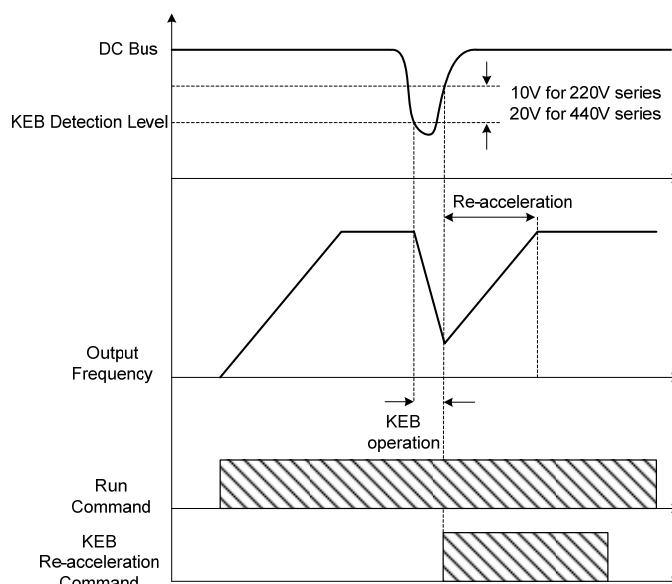 DC Bus
10V for 220V series
20V for 440V series
KEB Detection Level
Re-acceleration
Output
Frequency
KEB
operation
Run
Command
KEB
Re-acceleration
Command